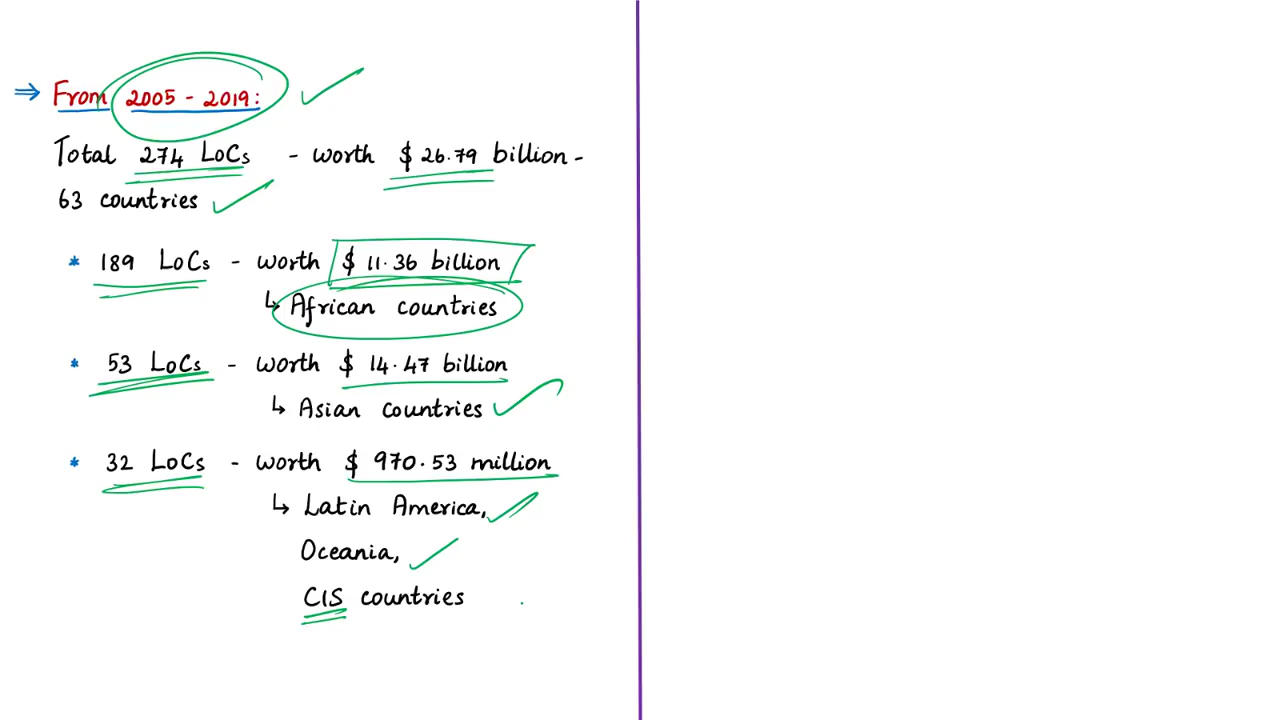 ⇒ From 2005 - 2019:
Total 274 LoCs - worth $ 26.79 billion -
63 countries
* 189 LoCs - worth $ 11.36 billion
↳ African countries
* 53 LoCs - worth $ 14.47 billion
↳ Asian countries
* 32 LoCs - worth $ 970.53 million
↳ Latin America,
Oceania,
CIS countries